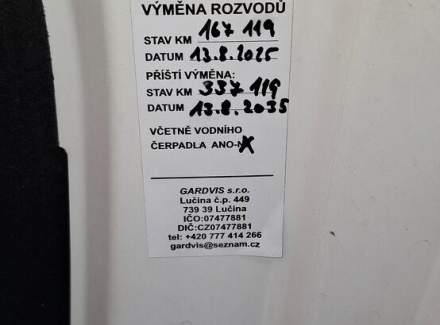 VÝMĚNA ROZVODŮ
STAV KM 167 119
DATUM 13.8.2025
PŘÍŠTÍ VÝMĚNA:
STAV KM 337 119
DATUM 13.8.2035
VČETNĚ VODNÍHO
ČERPADLA ANO-
GARDVIS s.r.o.
Lučina č.p. 449
739 39 Lučina
IČO:07477881
DIČ:CZ07477881
tel: +420 777 414 266
gardvis@seznam.cz